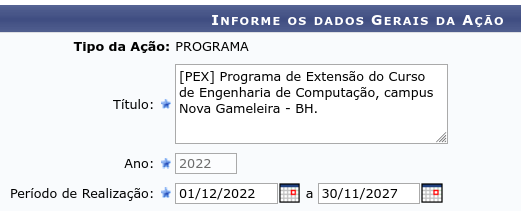 Informe os dados Gerais da Ação
Tipo da Ação: PROGRAMA
Título: [PEX] Programa de Extensão do Curso
de Engenharia de Computação, campus
Nova Gameleira - BH.
Ano: 2022
Período de Realização: 01/12/2022 a 30/11/2027